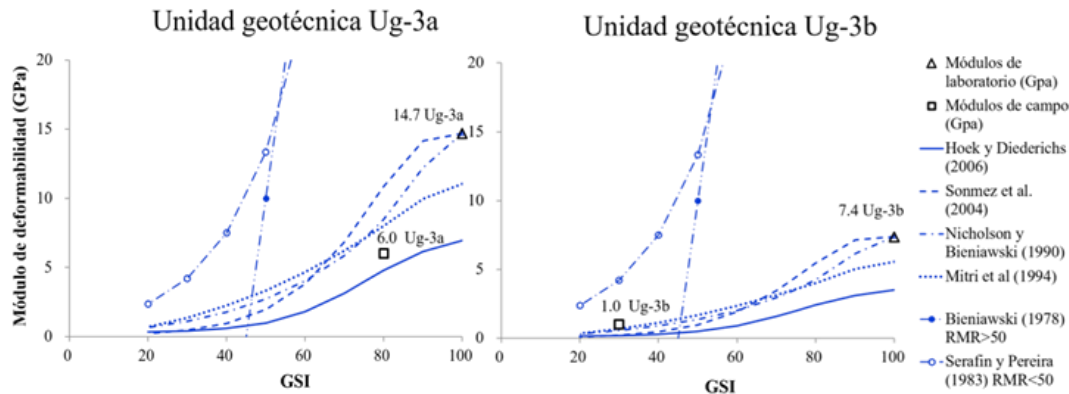 Unidad geotécnica Ug-3a
Módulo de deformabilidad (GPa)
20
15
10
5
0
0
20
40
60
80
100
GSI
14.7 Ug-3a
6.0 Ug-3a
Unidad geotécnica Ug-3b
20
15
10
5
0
0
20
40
60
80
100
GSI
7.4 Ug-3b
1.0 Ug-3b
Módulos de
laboratorio (Gpa)
Módulos de campo
(Gpa)
Hoek y Diederichs
(2006)
Sonmez et al.
(2004)
Nicholson y
Bieniawski (1990)
Mitri et al (1994)
Bieniawski (1978)
RMR>50
Serafin y Pereira
(1983) RMR<50